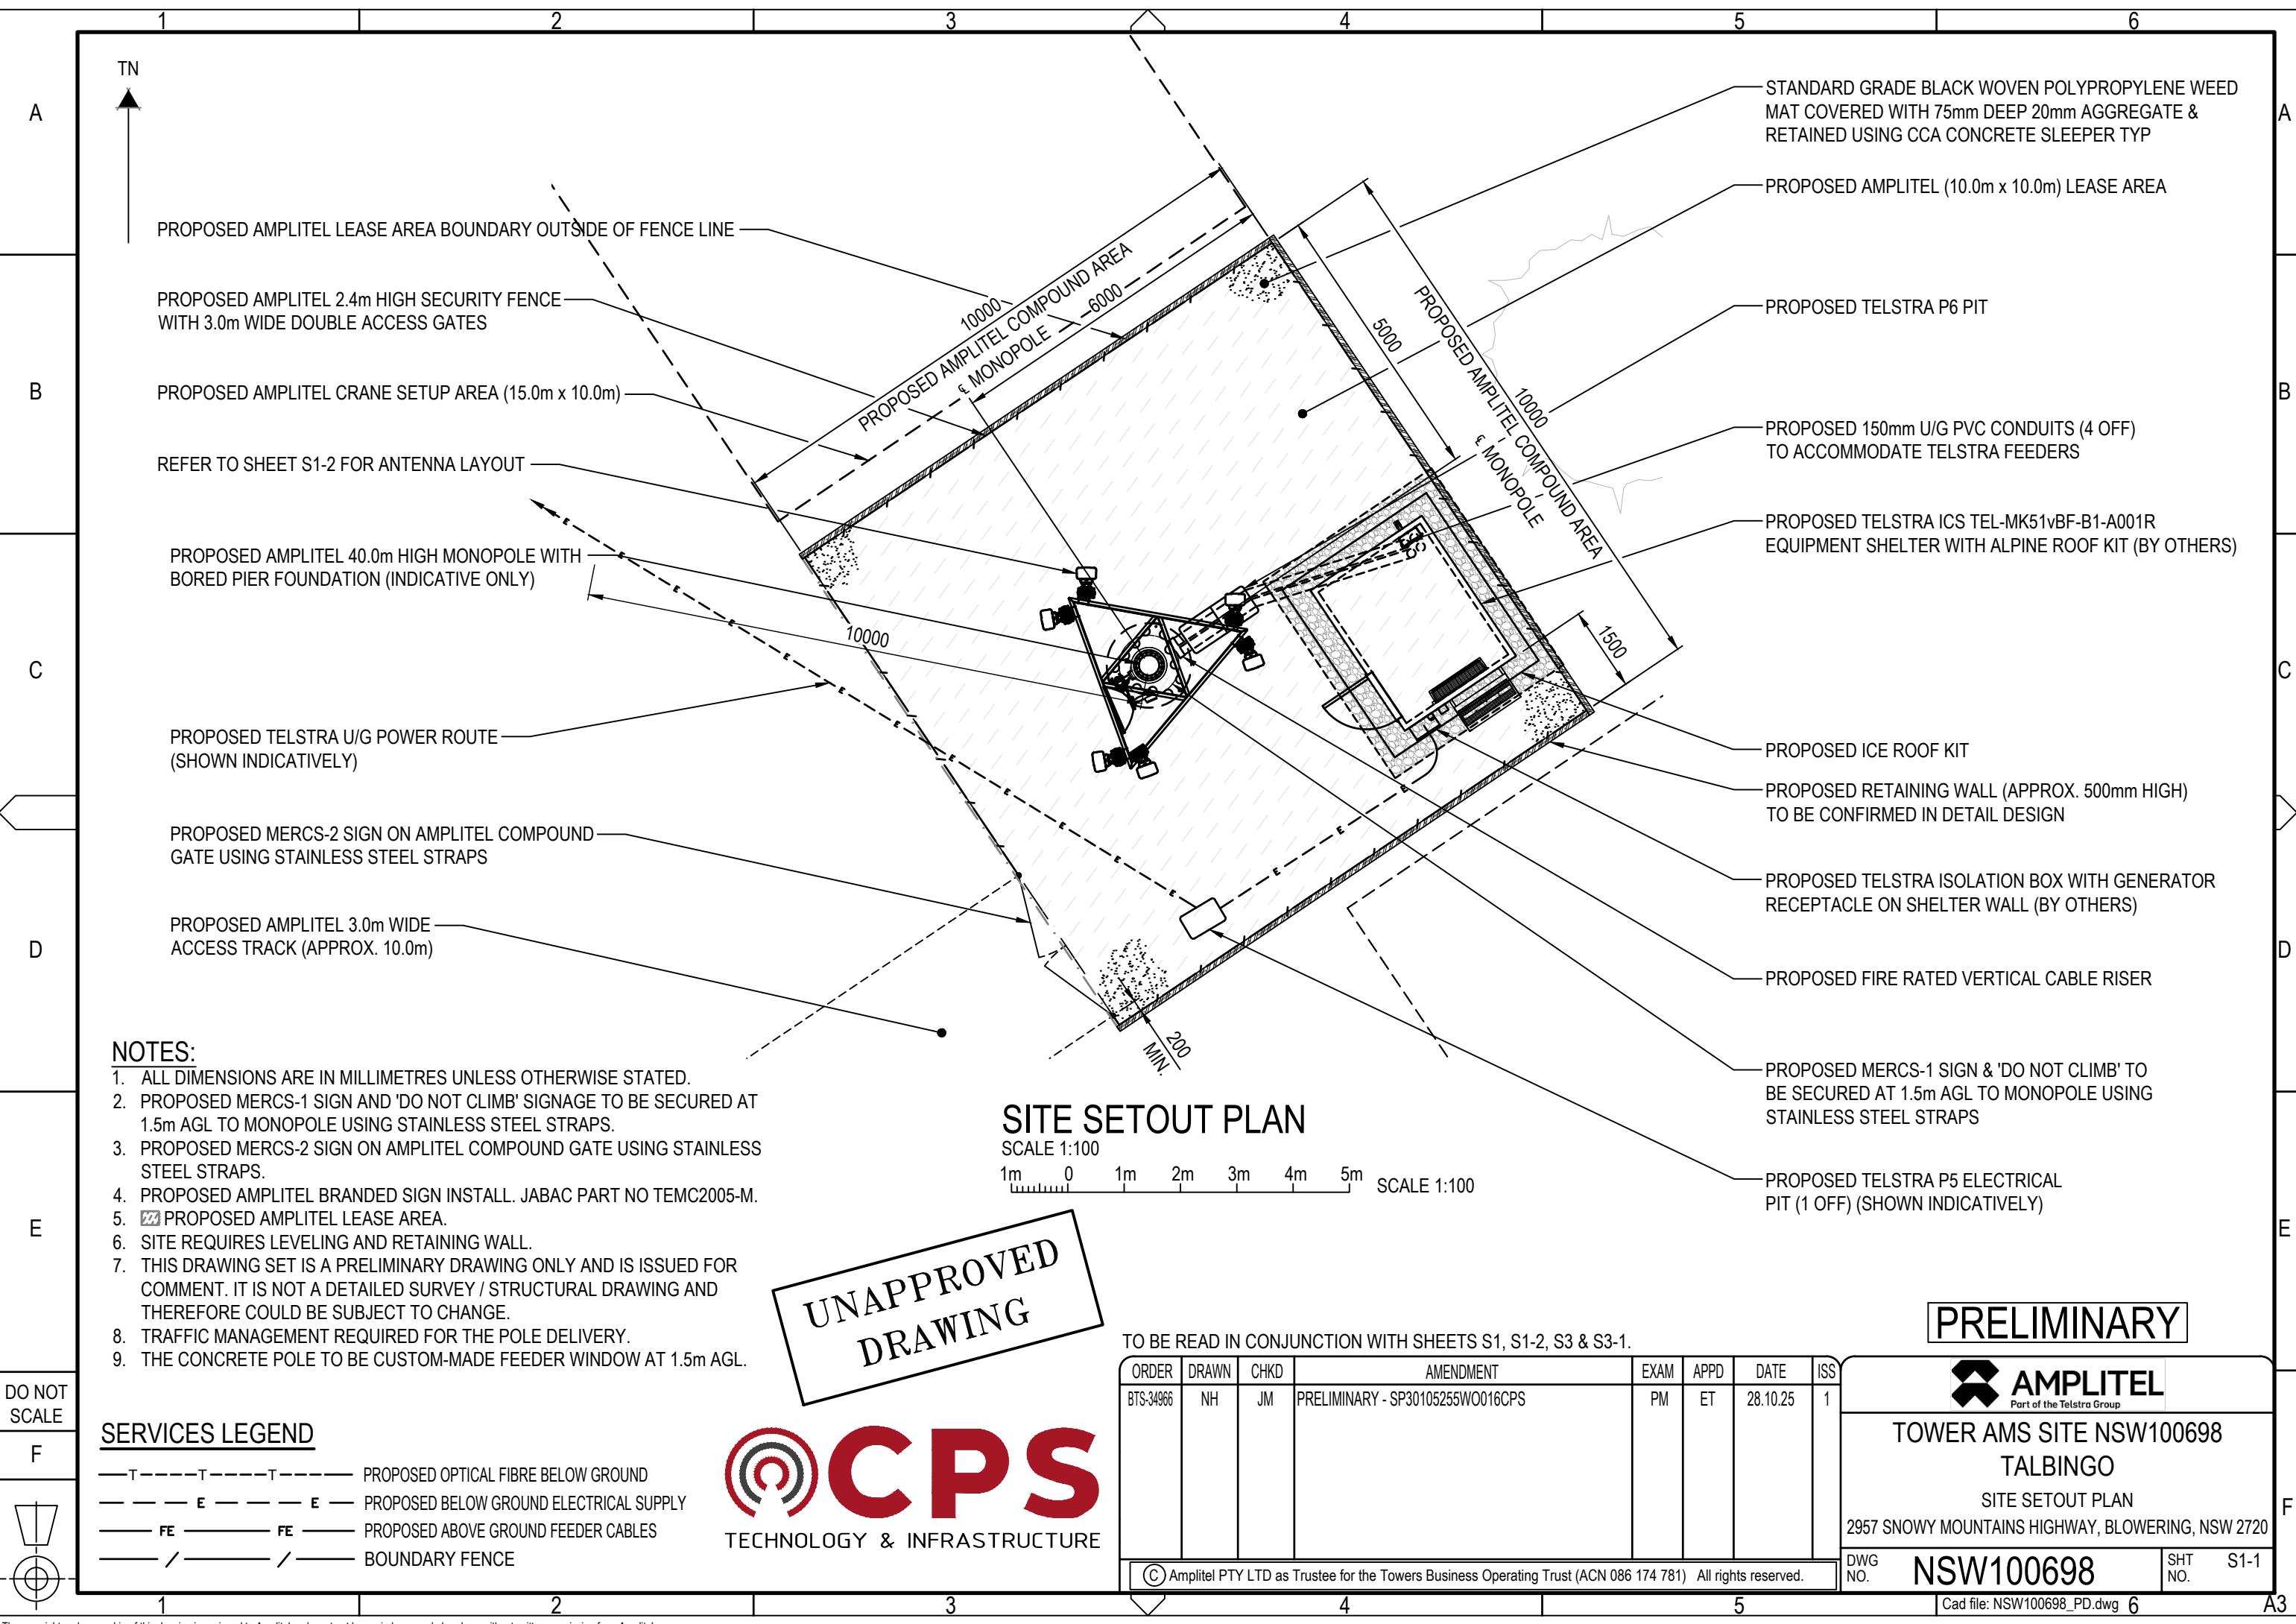 1 2 3 4 5 6
A
B
C
D
E
F
DO NOT
SCALE
TN
PROPOSED AMPLITEL LEASE AREA BOUNDARY OUTSIDE OF FENCE LINE
PROPOSED AMPLITEL 2.4m HIGH SECURITY FENCE
WITH 3.0m WIDE DOUBLE ACCESS GATES
PROPOSED AMPLITEL CRANE SETUP AREA (15.0m x 10.0m)
REFER TO SHEET S1-2 FOR ANTENNA LAYOUT
PROPOSED AMPLITEL 40.0m HIGH MONOPOLE WITH
BORED PIER FOUNDATION (INDICATIVE ONLY)
PROPOSED TELSTRA U/G POWER ROUTE
(SHOWN INDICATIVELY)
PROPOSED MERCS-2 SIGN ON AMPLITEL COMPOUND
GATE USING STAINLESS STEEL STRAPS
PROPOSED AMPLITEL 3.0m WIDE
ACCESS TRACK (APPROX. 10.0m)
10000
PROPOSED AMPLITEL COMPOUND AREA
6000
℄ MONOPOLE
5000
℄ MONOPOLE
10000
PROPOSED AMPLITEL COMPOUND AREA
1500
10000
200
MIN.
E E E E E E E E E E E E
STANDARD GRADE BLACK WOVEN POLYPROPYLENE WEED
MAT COVERED WITH 75mm DEEP 20mm AGGREGATE &
RETAINED USING CCA CONCRETE SLEEPER TYP
PROPOSED AMPLITEL (10.0m x 10.0m) LEASE AREA
PROPOSED TELSTRA P6 PIT
PROPOSED 150mm U/G PVC CONDUITS (4 OFF)
TO ACCOMMODATE TELSTRA FEEDERS
PROPOSED TELSTRA ICS TEL-MK51vBF-B1-A001R
EQUIPMENT SHELTER WITH ALPINE ROOF KIT (BY OTHERS)
PROPOSED ICE ROOF KIT
PROPOSED RETAINING WALL (APPROX. 500mm HIGH)
TO BE CONFIRMED IN DETAIL DESIGN
PROPOSED TELSTRA ISOLATION BOX WITH GENERATOR
RECEPTACLE ON SHELTER WALL (BY OTHERS)
PROPOSED FIRE RATED VERTICAL CABLE RISER
PROPOSED MERCS-1 SIGN & 'DO NOT CLIMB' TO
BE SECURED AT 1.5m AGL TO MONOPOLE USING
STAINLESS STEEL STRAPS
PROPOSED TELSTRA P5 ELECTRICAL
PIT (1 OFF) (SHOWN INDICATIVELY)
NOTES:
1. ALL DIMENSIONS ARE IN MILLIMETRES UNLESS OTHERWISE STATED.
2. PROPOSED MERCS-1 SIGN AND 'DO NOT CLIMB' SIGNAGE TO BE SECURED AT
1.5m AGL TO MONOPOLE USING STAINLESS STEEL STRAPS.
3. PROPOSED MERCS-2 SIGN ON AMPLITEL COMPOUND GATE USING STAINLESS
STEEL STRAPS.
4. PROPOSED AMPLITEL BRANDED SIGN INSTALL. JABAC PART NO TEMC2005-M.
5. PROPOSED AMPLITEL LEASE AREA.
6. SITE REQUIRES LEVELING AND RETAINING WALL.
7. THIS DRAWING SET IS A PRELIMINARY DRAWING ONLY AND IS ISSUED FOR
COMMENT. IT IS NOT A DETAILED SURVEY / STRUCTURAL DRAWING AND
THEREFORE COULD BE SUBJECT TO CHANGE.
8. TRAFFIC MANAGEMENT REQUIRED FOR THE POLE DELIVERY.
9. THE CONCRETE POLE TO BE CUSTOM-MADE FEEDER WINDOW AT 1.5m AGL.
SITE SETOUT PLAN
SCALE 1:100
1m 0 1m 2m 3m 4m 5m SCALE 1:100
UNAPPROVED
DRAWING
SERVICES LEGEND
T T T PROPOSED OPTICAL FIBRE BELOW GROUND
E E PROPOSED BELOW GROUND ELECTRICAL SUPPLY
FE FE PROPOSED ABOVE GROUND FEEDER CABLES
BOUNDARY FENCE
CPS
TECHNOLOGY & INFRASTRUCTURE
TO BE READ IN CONJUNCTION WITH SHEETS S1, S1-2, S3 & S3-1.
ORDER DRAWN CHKD AMENDMENT EXAM APPD DATE ISS
BTS-34966 NH JM PRELIMINARY - SP30105255WO016CPS PM ET 28.10.25 1
© Amplitel PTY LTD as Trustee for the Towers Business Operating Trust (ACN 086 174 781) All rights reserved.
PRELIMINARY
AMPLITEL
Part of the Telstra Group
TOWER AMS SITE NSW100698
TALBINGO
SITE SETOUT PLAN
2957 SNOWY MOUNTAINS HIGHWAY, BLOWERING, NSW 2720
DWG NO. NSW100698 SHT NO. S1-1
Cad file: NSW100698_PD.dwg
A3
A
B
C
D
E
F
1 2 3 4 5 6